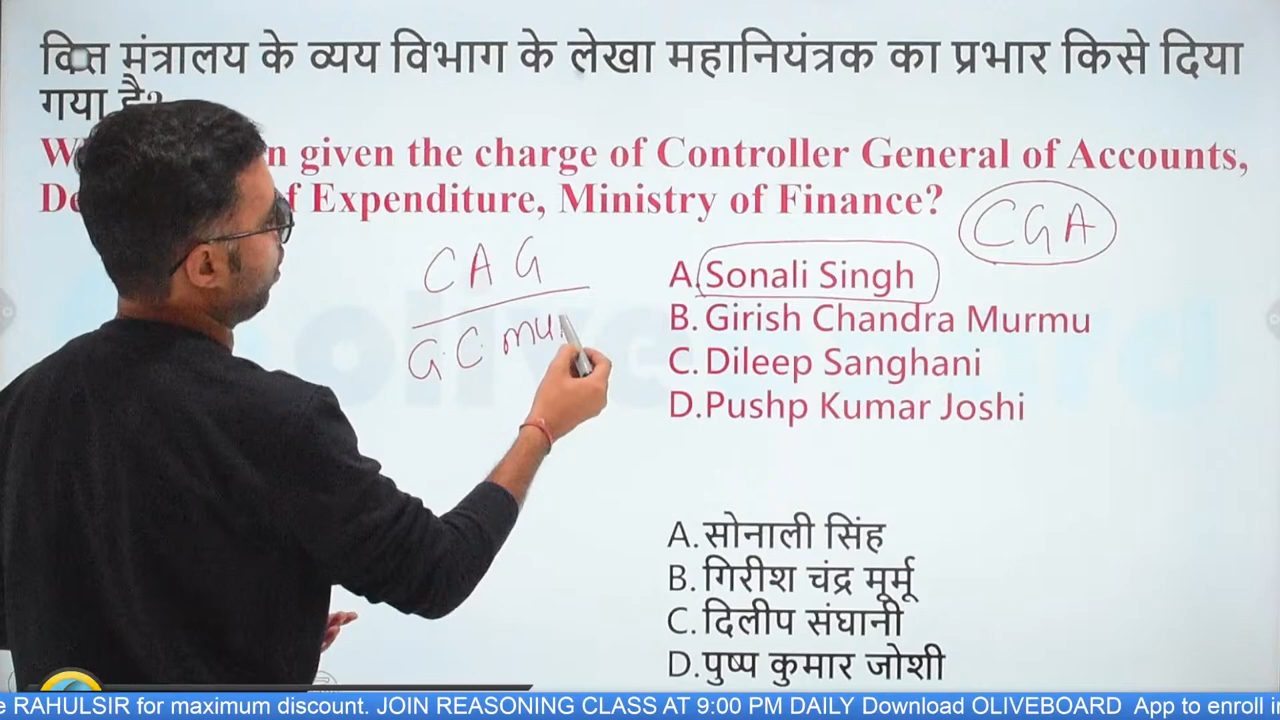 वित्त मंत्रालय के व्यय विभाग के लेखा महानियंत्रक का प्रभार किसे दिया
गया है?
given the charge of Controller General of Accounts,
of Expenditure, Ministry of Finance?
CGA
CAG
G.C. mu
A. Sonali Singh
B. Girish Chandra Murmu
C. Dileep Sanghani
D. Pushp Kumar Joshi
A. सोनाली सिंह
B. गिरीश चंद्र मूर्मू
C. दिलीप संघानी
D. पुष्प कुमार जोशी
RAHULSIR for maximum discount. JOIN REASONING CLASS AT 9:00 PM DAILY Download OLIVEBOARD App to enroll